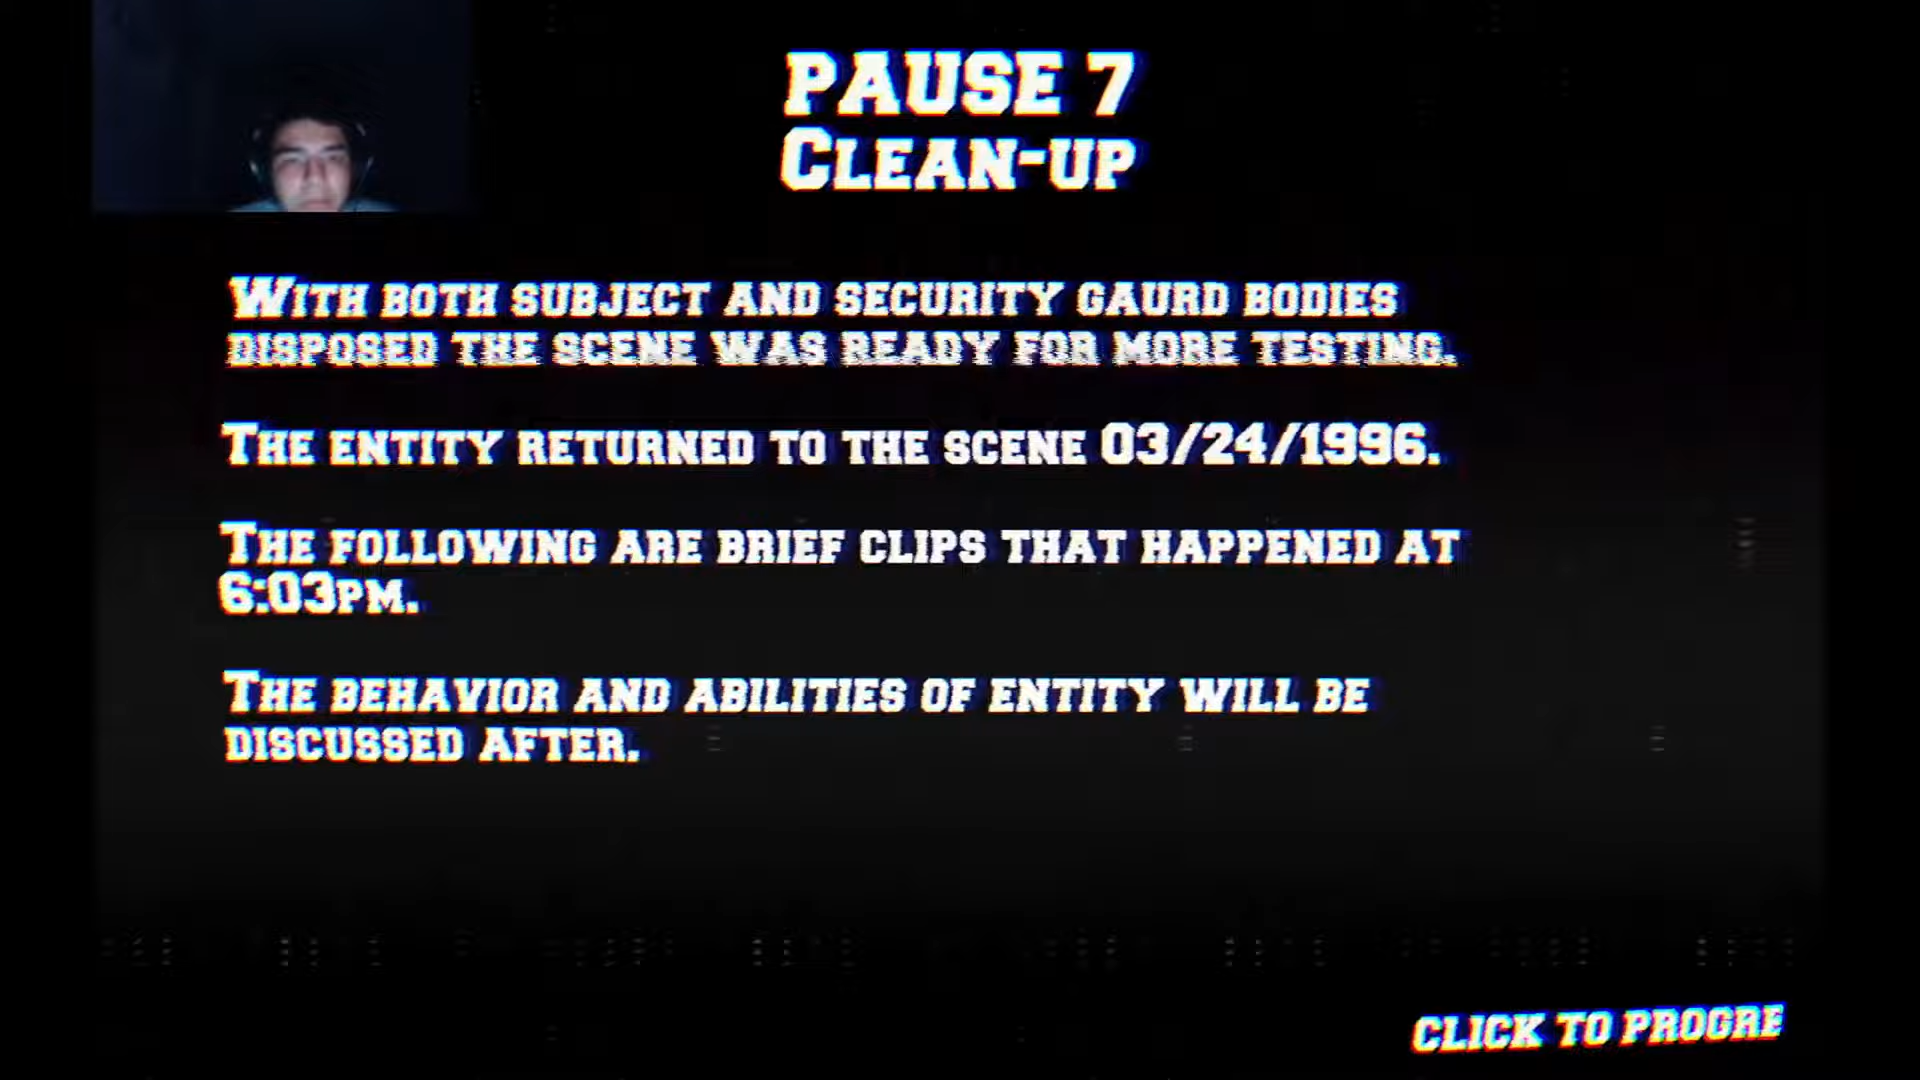 PAUSE 7
CLEAN-UP
WITH BOTH SUBJECT AND SECURITY GAURD BODIES
DISPOSED THE SCENE WAS READY FOR MORE TESTING.
THE ENTITY RETURNED TO THE SCENE 03/24/1996.
THE FOLLOWING ARE BRIEF CLIPS THAT HAPPENED AT
6:03PM.
THE BEHAVIOR AND ABILITIES OF ENTITY WILL BE
DISCUSSED AFTER.
CLICK TO PROGRE